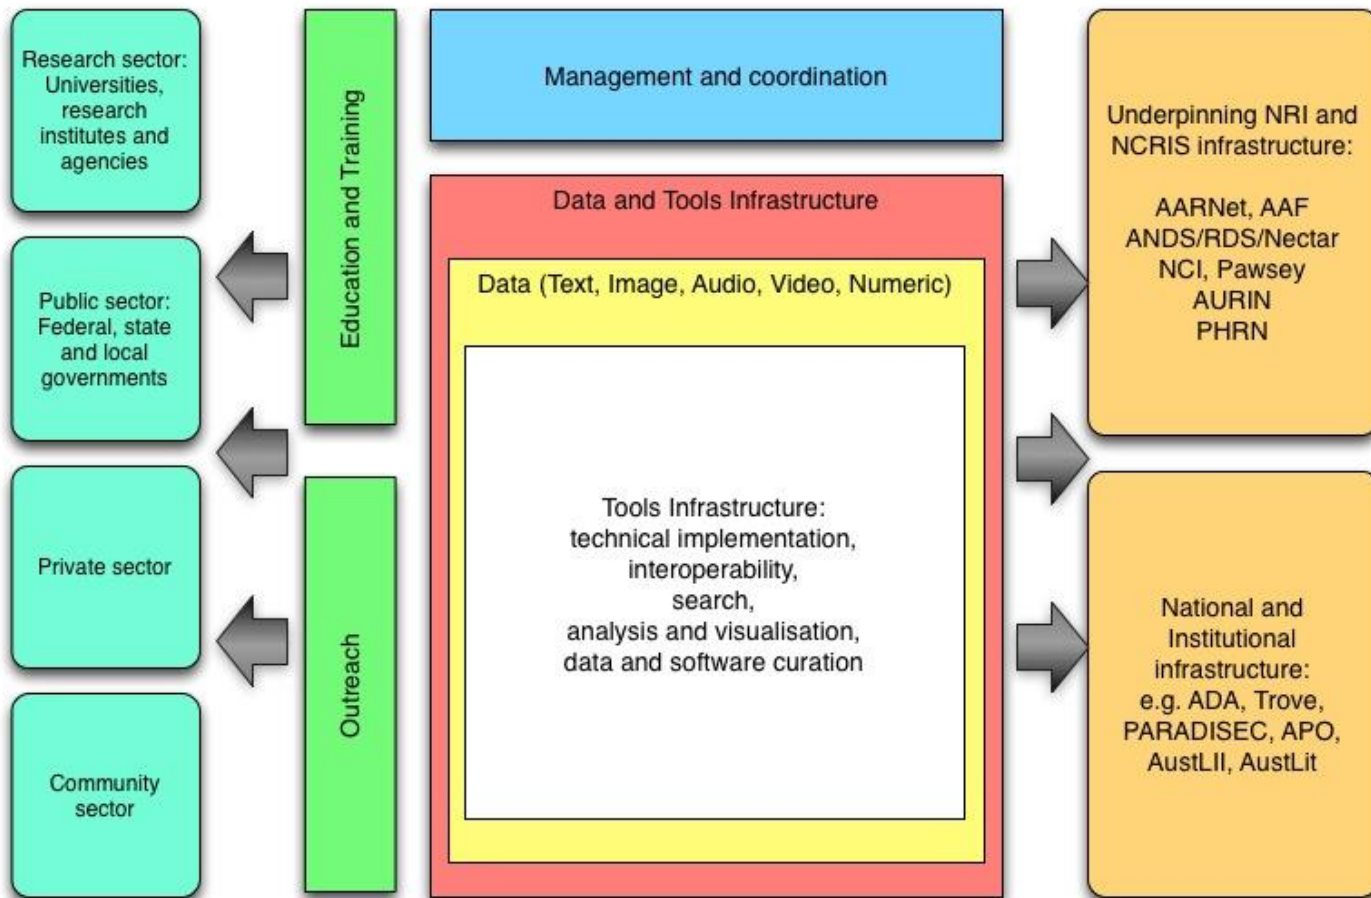 Research sector:
Universities,
research
institutes and
agencies
Public sector:
Federal, state
and local
governments
Private sector
Community
sector
Education and Training
Outreach
Management and coordination
Data and Tools Infrastructure
Data (Text, Image, Audio, Video, Numeric)
Tools Infrastructure:
technical implementation,
interoperability,
search,
analysis and visualisation,
data and software curation
Underpinning NRI and
NCRIS infrastructure:
AARNet, AAF
ANDS/RDS/Nectar
NCI, Pawsey
AURIN
PHRN
National and
Institutional
infrastructure:
e.g. ADA, Trove,
PARADISEC, APO,
AustLII, AustLit